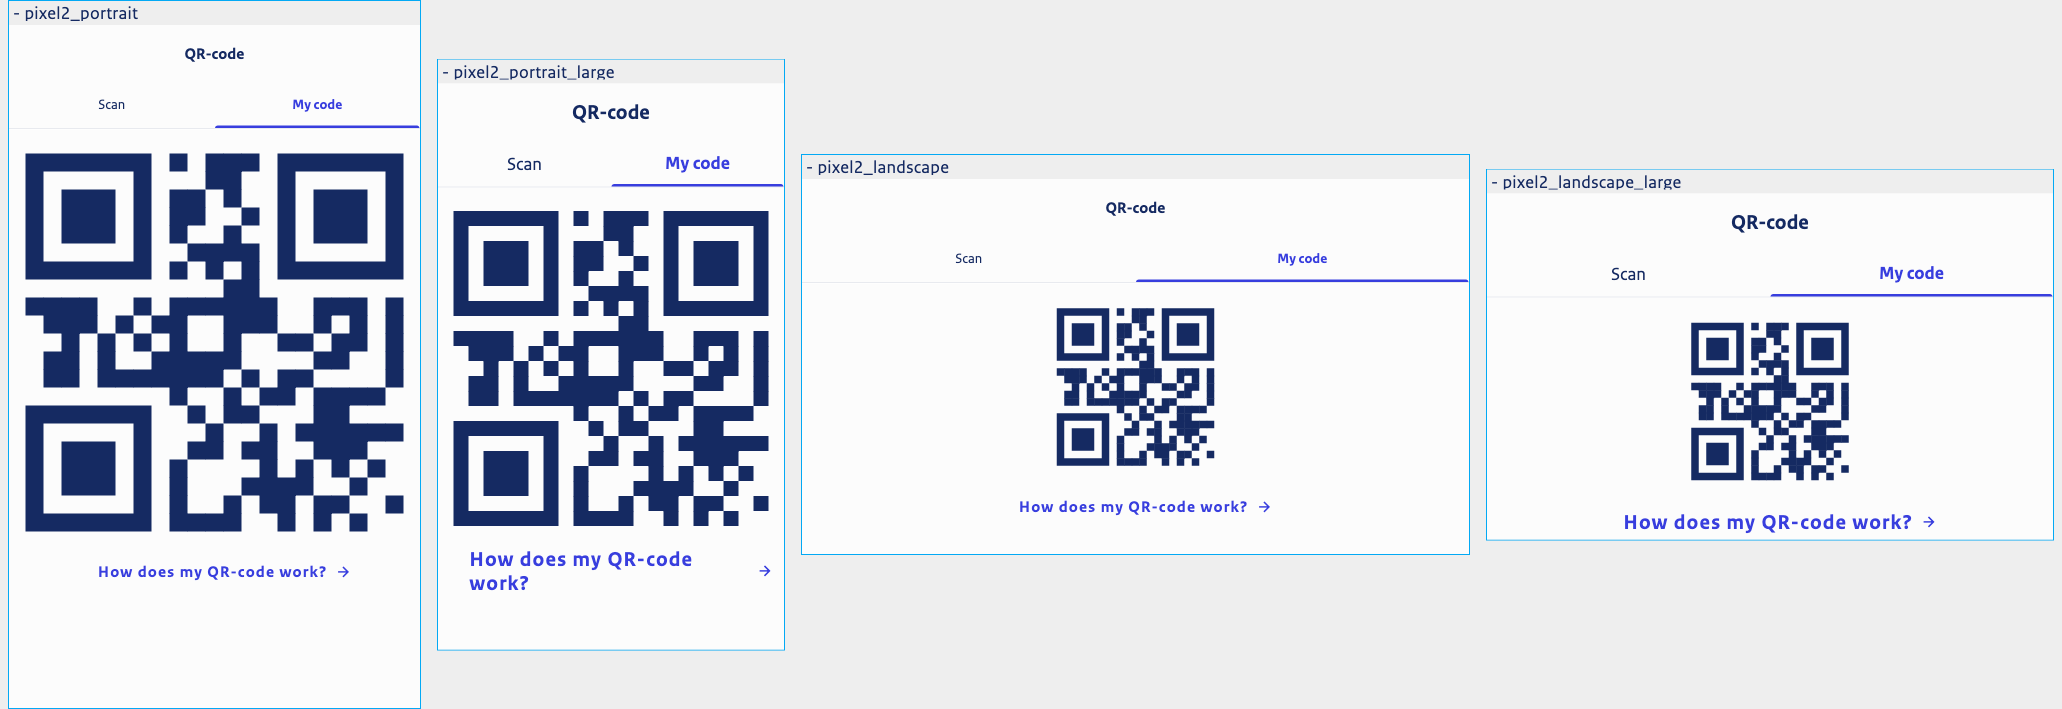 - pixel2_portrait
QR-code
Scan
My code
How does my QR-code work? →
- pixel2_portrait_large
QR-code
Scan
My code
How does my QR-code
work? →
- pixel2_landscape
QR-code
Scan
My code
How does my QR-code work? →
- pixel2_landscape_large
QR-code
Scan
My code
How does my QR-code work? →